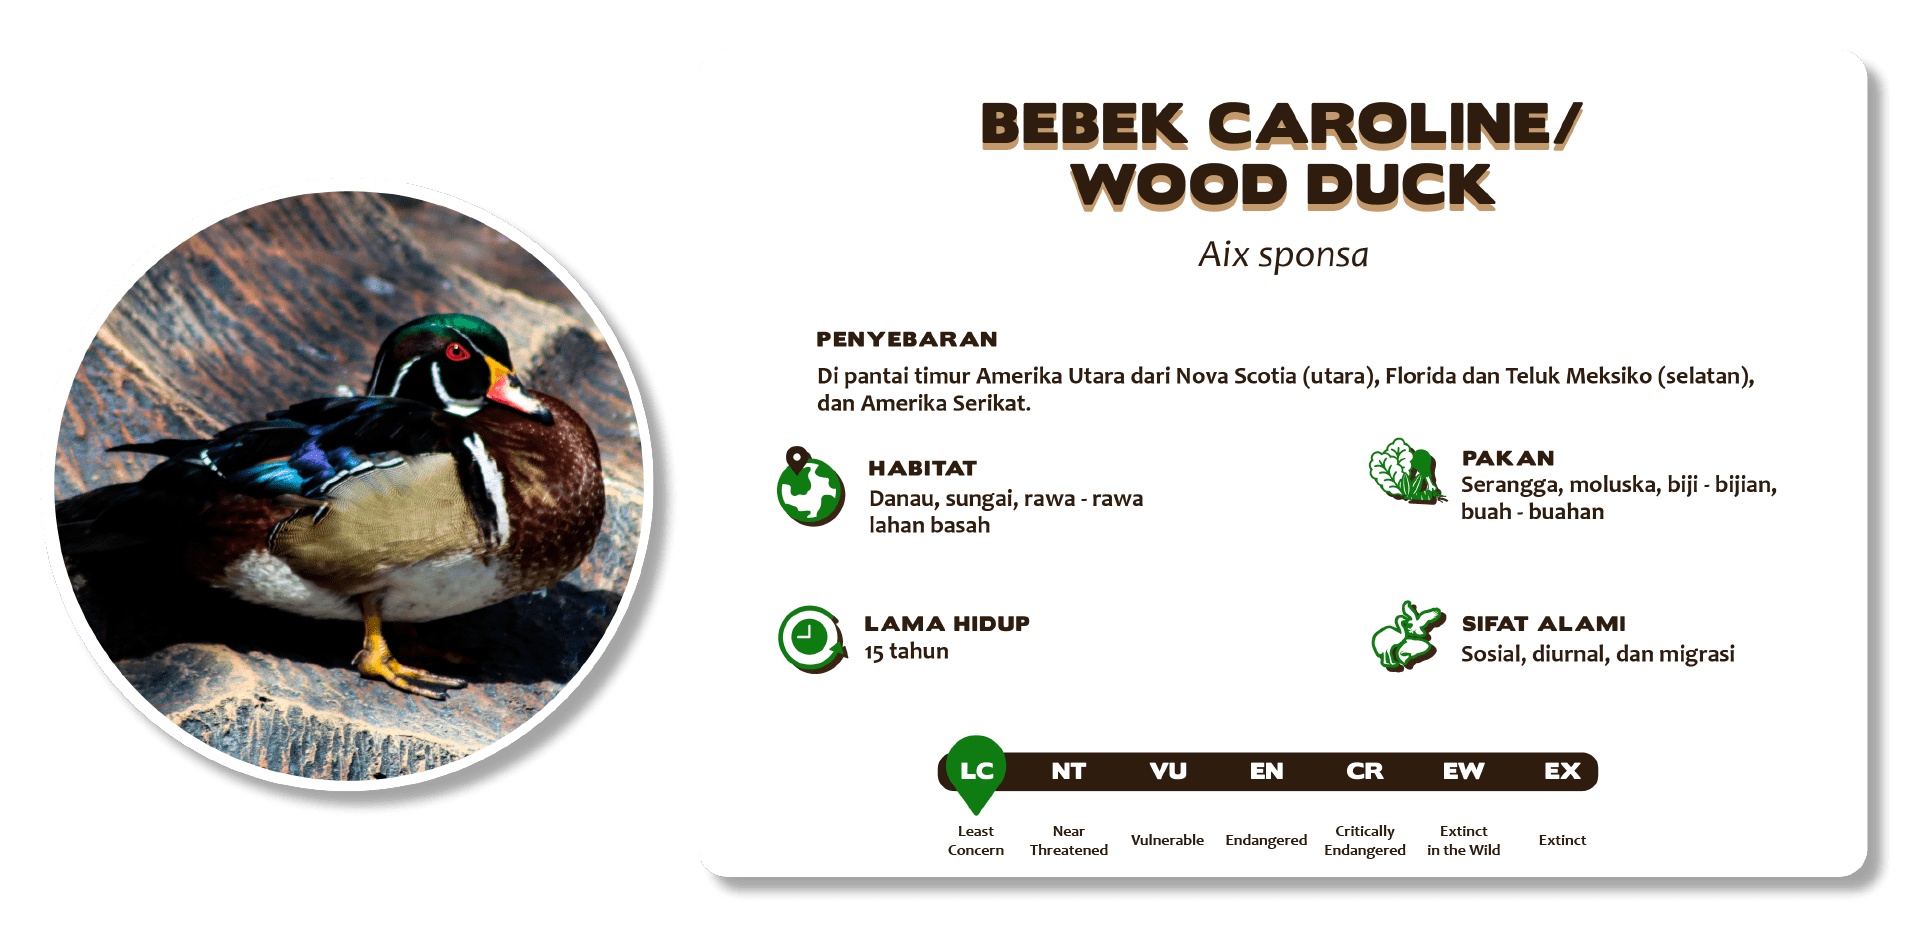 BEBEK CAROLINE/
WOOD DUCK
Aix sponsa
PENYEBARAN
Di pantai timur Amerika Utara dari Nova Scotia (utara), Florida dan Teluk Meksiko (selatan),
dan Amerika Serikat.
HABITAT
Danau, sungai, rawa - rawa
lahan basah
PAKAN
Serangga, moluska, biji - bijian,
buah - buahan
LAMA HIDUP
15 tahun
SIFAT ALAMI
Sosial, diurnal, dan migrasi
LC NT VU EN CR EW EX
Least Concern
Near Threatened
Vulnerable
Endangered
Critically Endangered
Extinct in the Wild
Extinct